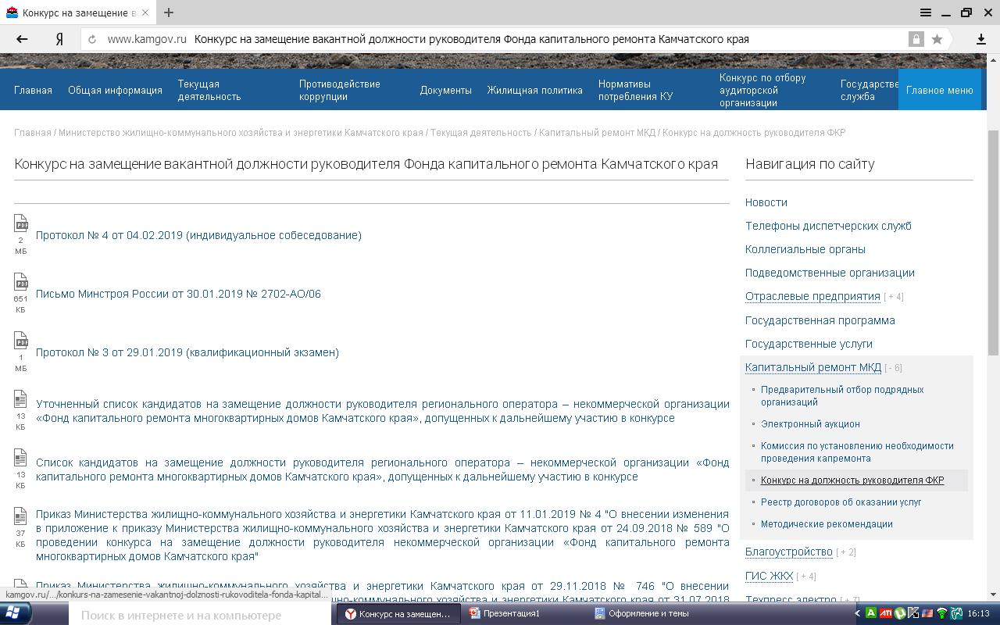 Конкурс на замещение ва
www.kamgov.ru Конкурс на замещение вакантной должности руководителя Фонда капитального ремонта Камчатского края
Главная
Общая информация
Текущая
деятельность
Противодействие
коррупции
Документы
Жилищная политика
Нормативы
потребления КУ
Конкурс по отбору
аудиторской
организации
Государстве
служба
Главное меню
Главная / Министерство жилищно-коммунального хозяйства и энергетики Камчатского края / Текущая деятельность / Капитальный ремонт МКД / Конкурс на должность руководителя ФКР
Конкурс на замещение вакантной должности руководителя Фонда капитального ремонта Камчатского края
PDF
2
МБ
Протокол № 4 от 04.02.2019 (индивидуальное собеседование)
PDF
651
КБ
Письмо Минстроя России от 30.01.2019 № 2702-АО/06
PDF
1
МБ
Протокол № 3 от 29.01.2019 (квалификационный экзамен)
13
КБ
Уточненный список кандидатов на замещение должности руководителя регионального оператора – некоммерческой организации
«Фонд капитального ремонта многоквартирных домов Камчатского края», допущенных к дальнейшему участию в конкурсе
13
КБ
Список кандидатов на замещение должности руководителя регионального оператора – некоммерческой организации «Фонд
капитального ремонта многоквартирных домов Камчатского края», допущенных к дальнейшему участию в конкурсе
37
КБ
Приказ Министерства жилищно-коммунального хозяйства и энергетики Камчатского края от 11.01.2019 № 4 "О внесении изменения
в приложение к приказу Министерства жилищно-коммунального хозяйства и энергетики Камчатского края от 24.09.2018 № 589 "О
проведении конкурса на замещение должности руководителя некоммерческой организации «Фонд капитального ремонта
многоквартирных домов Камчатского края"
Приказ Министерства жилищно-коммунального хозяйства и энергетики Камчатского края от 29.11.2018 № 746 "О внесении
но-коммунального хозяйства и энергетики Камчатского края от 31.07.2018
Навигация по сайту
Новости
Телефоны диспетчерских служб
Коллегиальные органы
Подведомственные организации
Отраслевые предприятия [ + 4]
Государственная программа
Государственные услуги
Капитальный ремонт МКД [ - 6]
Предварительный отбор подрядных
организаций
Электронный аукцион
Комиссия по установлению необходимости
проведения капремонта
Конкурс на должность руководителя ФКР
Реестр договоров об оказании услуг
Методические рекомендации
Благоустройство [ + 2]
ГИС ЖКХ [ + 4]
Техпресс электро [ + 7]
kamgov.ru/.../konkurs-na-zamesenie-vakantnoj-dolznosti-rukovoditela-fonda-kapital...
Поиск в интернете и на компьютере
Конкурс на замещен...
Презентация1
Оформление и темы
16:13